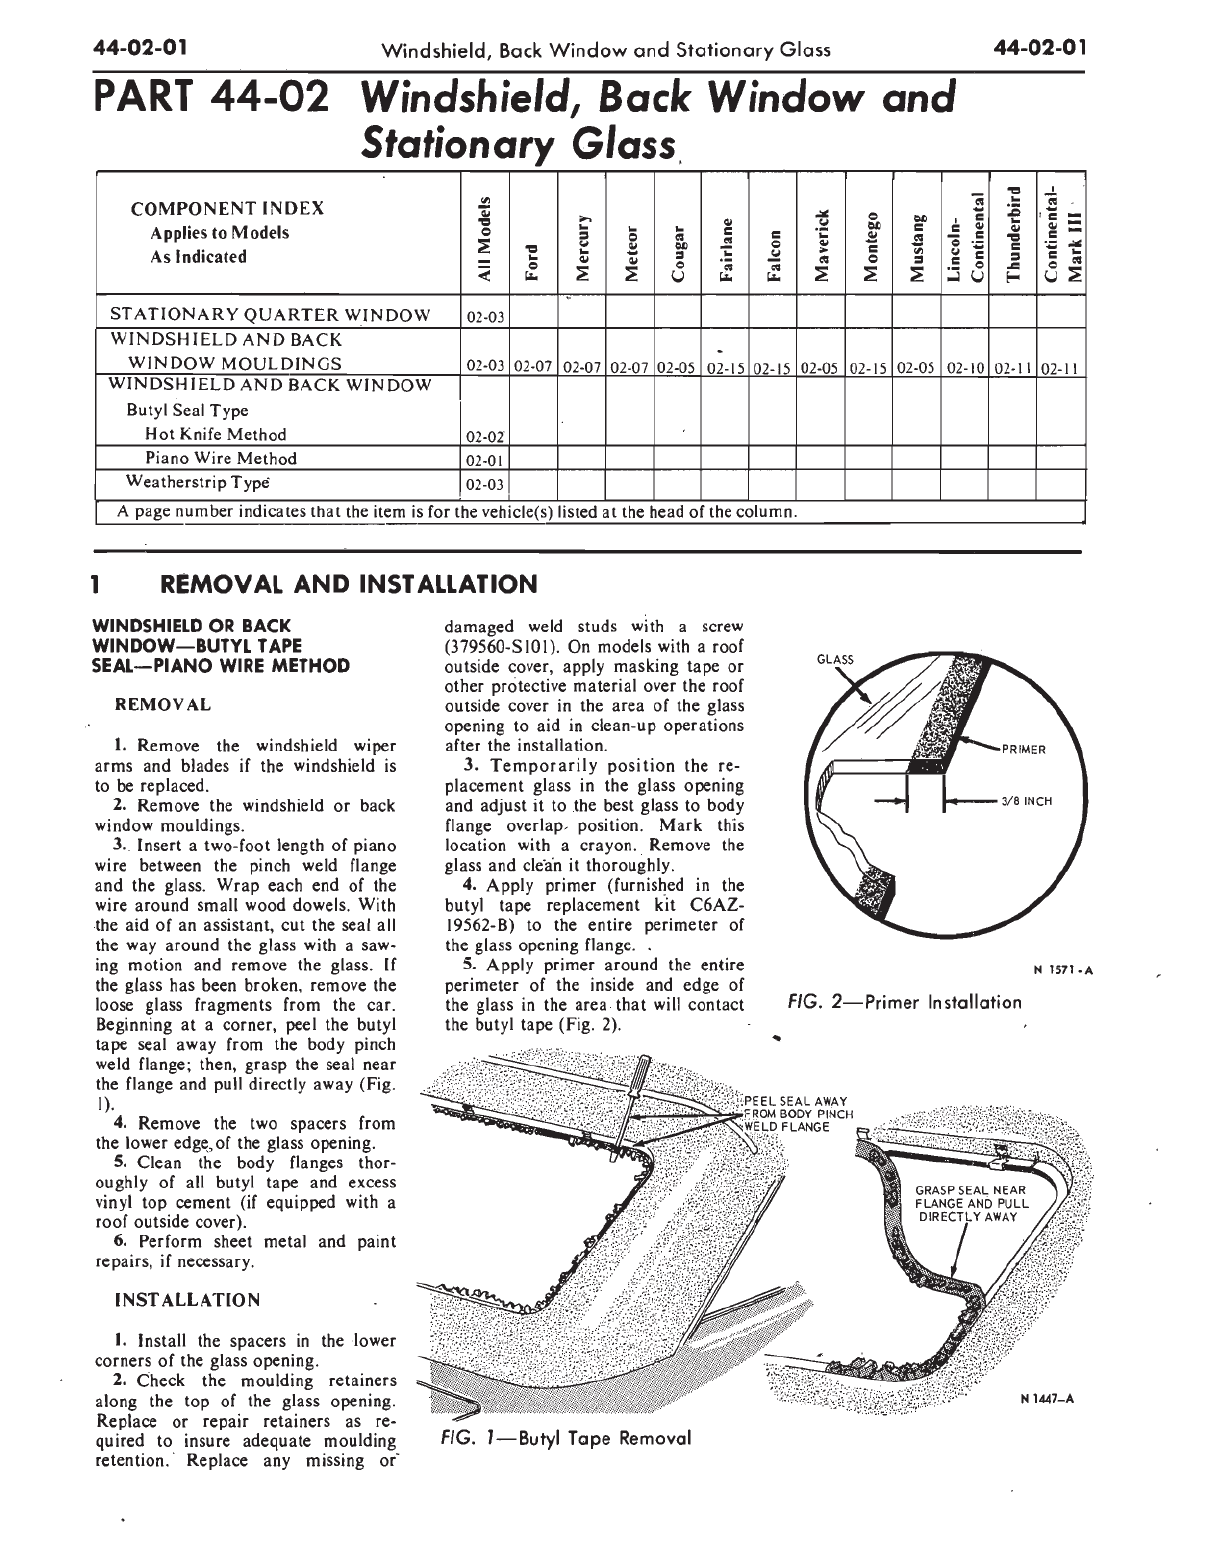 44-02-01 Windshield, Back Window and Stationary Glass 44-02-01
PART 44-02 Windshield, Back Window and
Stationary Glass
COMPONENT INDEX
Applies to Models
As Indicated
All Models
Ford
Mercury
Meteor
Cougar
Fairlane
Falcon
Maverick
Montego
Mustang
Lincoln-
Continental
Thunderbird
Continental-
Mark III
STATIONARY QUARTER WINDOW 02-03
WINDSHIELD AND BACK
WINDOW MOULDINGS 02-03 02-07 02-07 02-07 02-05 02-15 02-15 02-05 02-15 02-05 02-10 02-11 02-11
WINDSHIELD AND BACK WINDOW
Butyl Seal Type
Hot Knife Method 02-02
Piano Wire Method 02-01
Weatherstrip Type 02-03
A page number indicates that the item is for the vehicle(s) listed at the head of the column.
1 REMOVAL AND INSTALLATION
WINDSHIELD OR BACK
WINDOW—BUTYL TAPE
SEAL—PIANO WIRE METHOD
REMOVAL
1. Remove the windshield wiper
arms and blades if the windshield is
to be replaced.
2. Remove the windshield or back
window mouldings.
3. Insert a two-foot length of piano
wire between the pinch weld flange
and the glass. Wrap each end of the
wire around small wood dowels. With
the aid of an assistant, cut the seal all
the way around the glass with a saw-
ing motion and remove the glass. If
the glass has been broken, remove the
loose glass fragments from the car.
Beginning at a corner, peel the butyl
tape seal away from the body pinch
weld flange; then, grasp the seal near
the flange and pull directly away (Fig.
1).
4. Remove the two spacers from
the lower edge of the glass opening.
5. Clean the body flanges thor-
oughly of all butyl tape and excess
vinyl top cement (if equipped with a
roof outside cover).
6. Perform sheet metal and paint
repairs, if necessary.
INSTALLATION
1. Install the spacers in the lower
corners of the glass opening.
2. Check the moulding retainers
along the top of the glass opening.
Replace or repair retainers as re-
quired to insure adequate moulding
retention. Replace any missing or
damaged weld studs with a screw
(379560-S101). On models with a roof
outside cover, apply masking tape or
other protective material over the roof
outside cover in the area of the glass
opening to aid in clean-up operations
after the installation.
3. Temporarily position the re-
placement glass in the glass opening
and adjust it to the best glass to body
flange overlap position. Mark this
location with a crayon. Remove the
glass and clean it thoroughly.
4. Apply primer (furnished in the
butyl tape replacement kit C6AZ-
19562-B) to the entire perimeter of
the glass opening flange.
5. Apply primer around the entire
perimeter of the inside and edge of
the glass in the area that will contact
the butyl tape (Fig. 2).
GLASS
PRIMER
3/8 INCH
N 1571-A
FIG. 2—Primer Installation
PEEL SEAL AWAY
FROM BODY PINCH
WELD FLANGE
GRASP SEAL NEAR
FLANGE AND PULL
DIRECTLY AWAY
N 1447-A
FIG. 1—Butyl Tape Removal